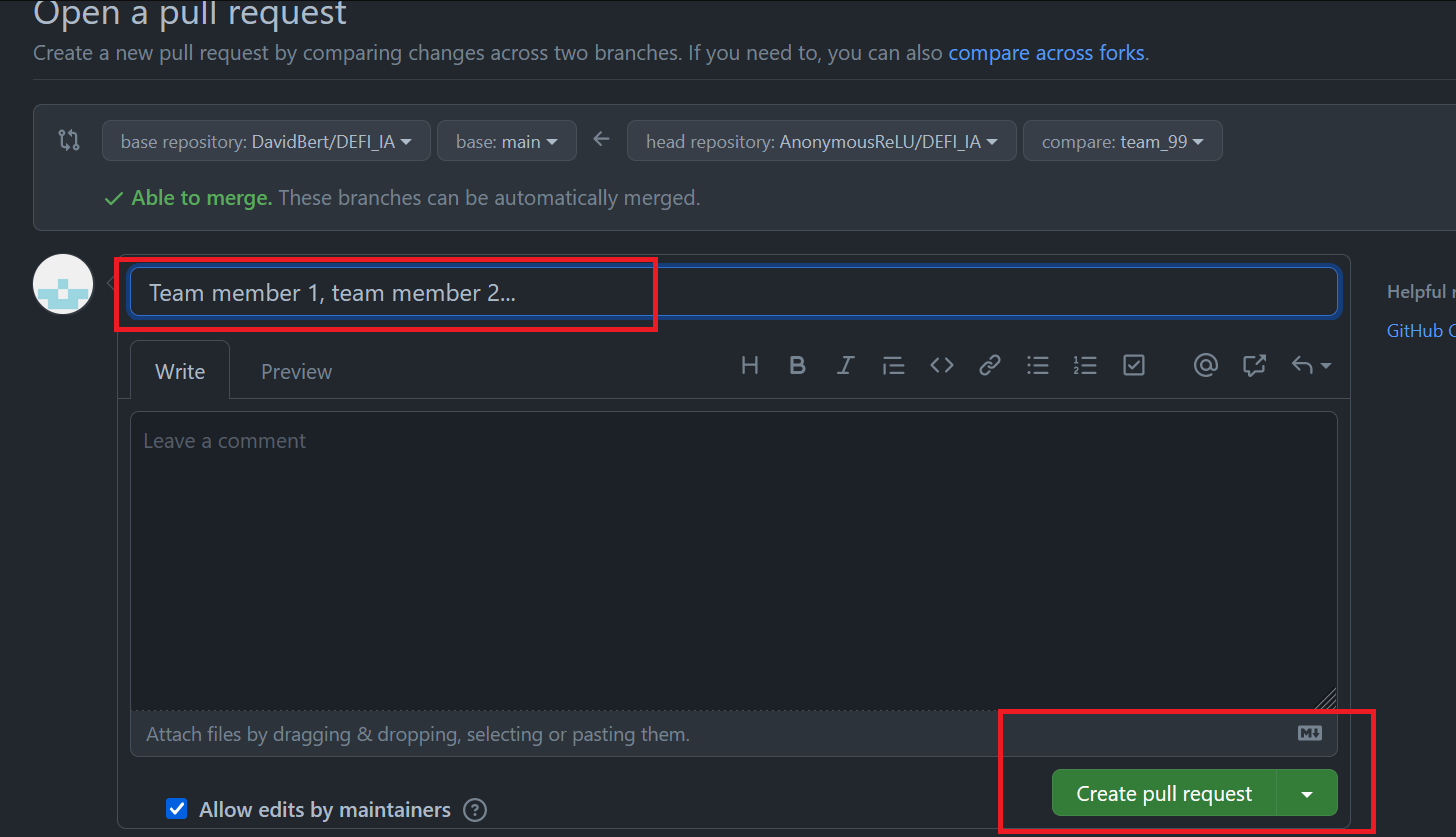 Open a pull request
Create a new pull request by comparing changes across two branches. If you need to, you can also compare across forks.
base repository: DavidBert/DEFI_IA base: main head repository: AnonymousReLU/DEFI_IA compare: team_99
Able to merge. These branches can be automatically merged.
Team member 1, team member 2...
Helpful
GitHub
Write Preview
Leave a comment
Attach files by dragging & dropping, selecting or pasting them.
Create pull request
Allow edits by maintainers